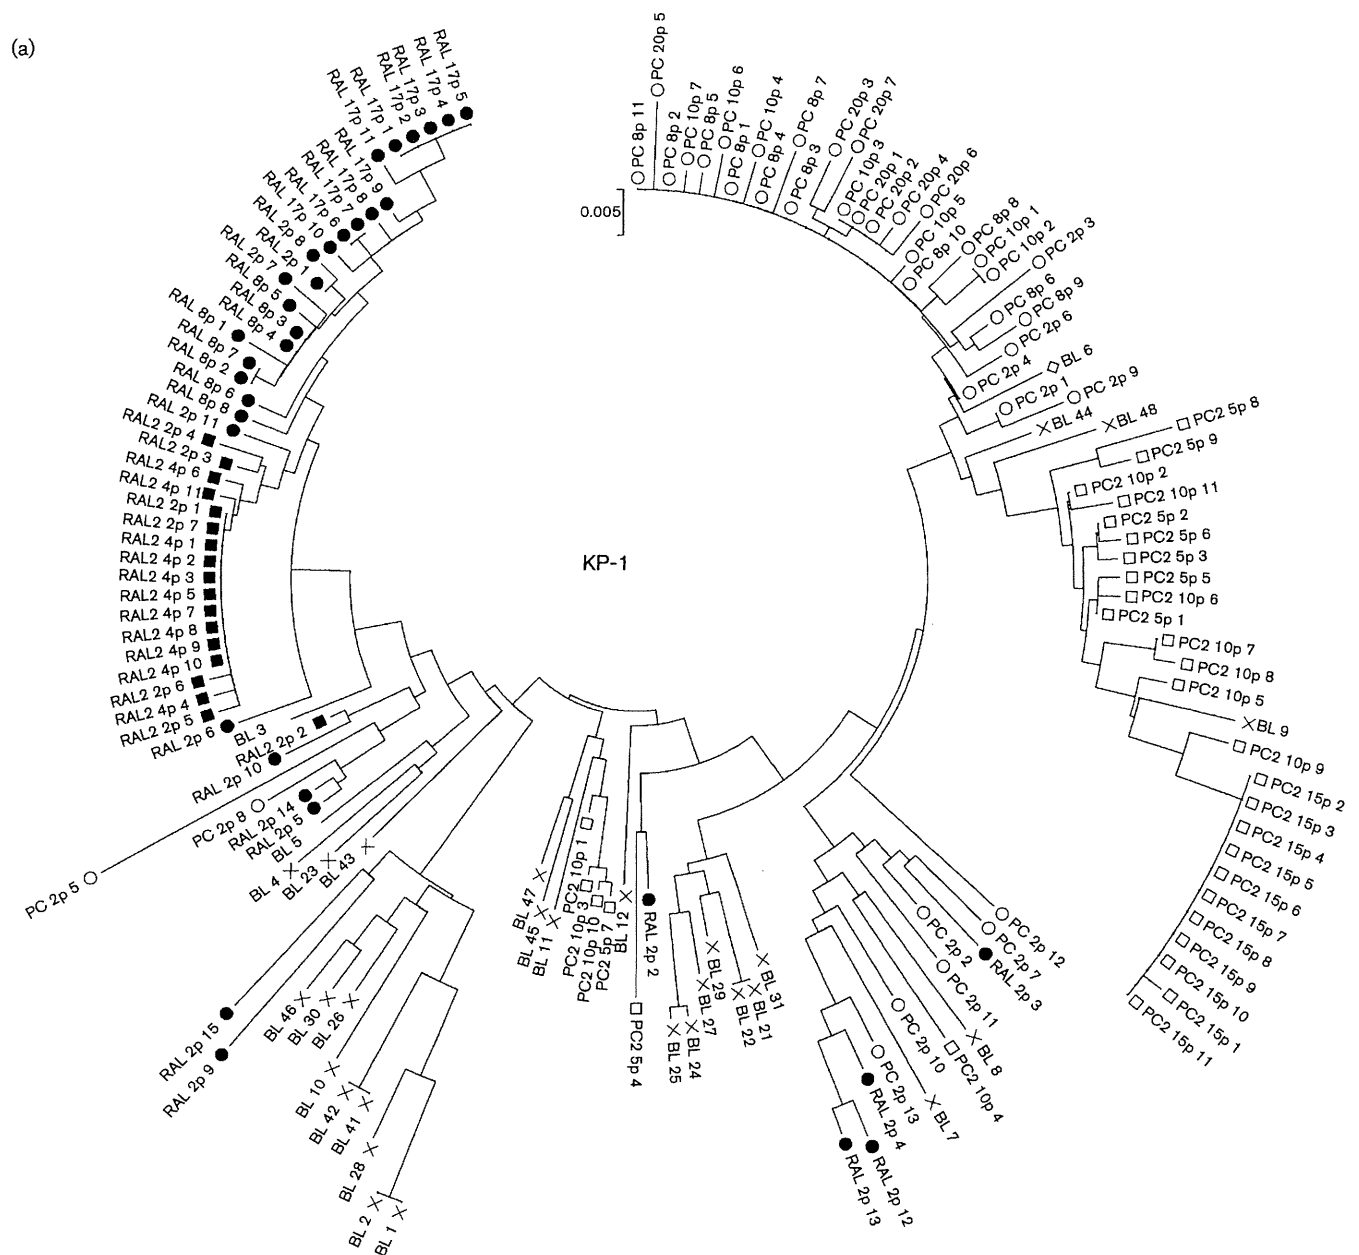 (a)
RAL 17p 5
RAL 17p 4
RAL 17p 3
RAL 17p 2
RAL 17p 1
RAL 17p 11
RAL 17p 9
RAL 17p 8
RAL 17p 7
RAL 17p 6
RAL 17p 10
RAL 2p 8
RAL 2p 1
RAL 2p 7
RAL 8p 5
RAL 8p 3
RAL 8p 4
RAL 8p 1
RAL 8p 7
RAL 8p 2
RAL 8p 6
RAL 8p 8
RAL 2p 11
RAL2 2p 4
RAL2 2p 3
RAL2 4p 6
RAL2 4p 11
RAL2 2p 1
RAL2 2p 7
RAL2 4p 1
RAL2 4p 2
RAL2 4p 3
RAL2 4p 5
RAL2 4p 7
RAL2 4p 8
RAL2 4p 9
RAL2 4p 10
RAL2 2p 6
RAL2 4p 4
RAL2 2p 5
RAL 2p 6
BL 3
RAL2 2p 2
RAL 2p 10
PC 2p 5
PC 2p 8
RAL 2p 14
RAL 2p 5
BL 5
BL 4
BL 23
BL 43
RAL 2p 15
RAL 2p 9
BL 46
BL 30
BL 26
BL 10
BL 42
BL 41
BL 28
BL 2
BL 1
BL 47
BL 45
BL 11
PC2 10p 1
PC2 10p 3
PC2 10p 10
PC2 5p 7
BL 12
PC2 5p 4
RAL 2p 2
BL 25
BL 24
BL 27
BL 29
BL 22
BL 21
BL 31
RAL 2p 13
RAL 2p 12
RAL 2p 4
PC 2p 13
BL 7
PC 2p 10
PC2 10p 4
BL 8
PC 2p 11
PC 2p 2
RAL 2p 3
PC 2p 7
PC 2p 12
PC2 15p 11
PC2 15p 1
PC2 15p 10
PC2 15p 9
PC2 15p 8
PC2 15p 7
PC2 15p 6
PC2 15p 5
PC2 15p 4
PC2 15p 3
PC2 15p 2
PC2 10p 9
BL 9
PC2 10p 5
PC2 10p 8
PC2 10p 7
PC2 5p 1
PC2 10p 6
PC2 5p 5
PC2 5p 3
PC2 5p 6
PC2 5p 2
PC2 10p 11
PC2 10p 2
PC2 5p 9
PC2 5p 8
BL 48
BL 44
PC 2p 9
PC 2p 1
BL 6
PC 2p 4
PC 2p 6
PC 8p 9
PC 8p 6
PC 2p 3
PC 10p 2
PC 10p 1
PC 8p 8
PC 8p 10
PC 10p 5
PC 20p 6
PC 20p 4
PC 20p 2
PC 20p 1
PC 10p 3
PC 20p 7
PC 20p 3
PC 8p 3
PC 8p 7
PC 8p 4
PC 10p 4
PC 8p 1
PC 10p 6
PC 8p 5
PC 10p 7
PC 8p 2
PC 20p 5
PC 8p 11
0.005
KP-1